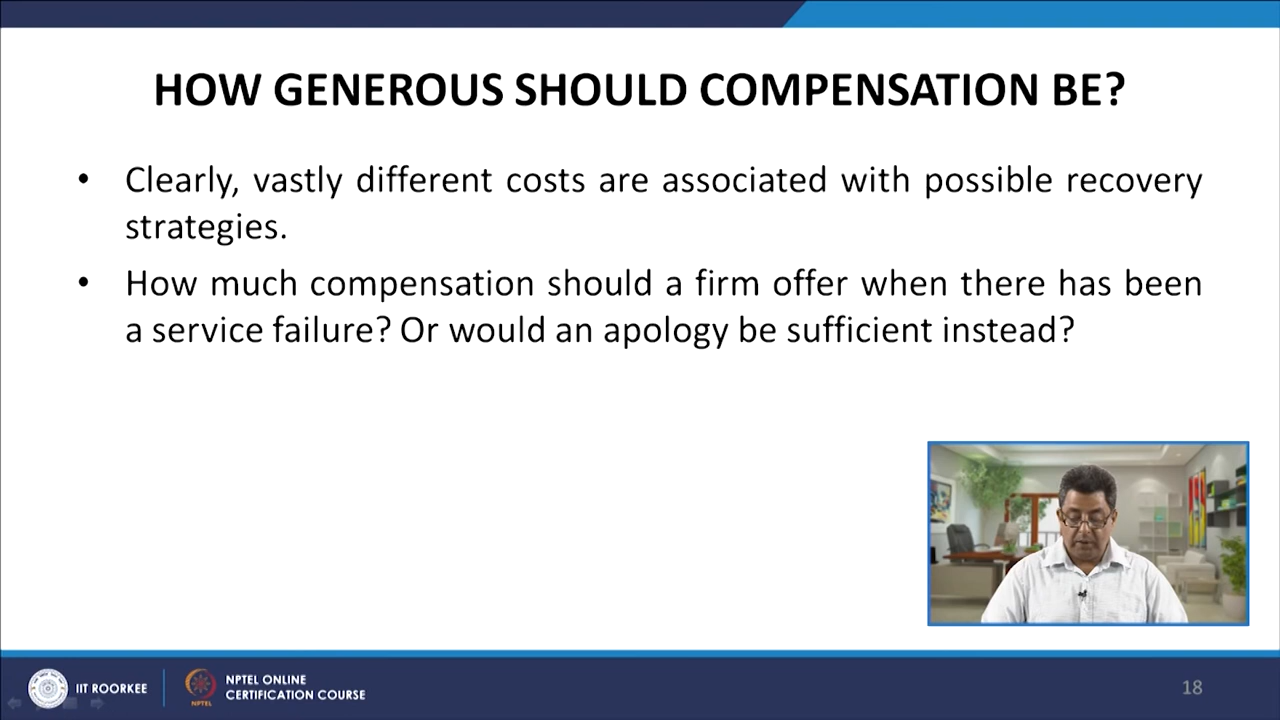 HOW GENEROUS SHOULD COMPENSATION BE?
• Clearly, vastly different costs are associated with possible recovery
strategies.
• How much compensation should a firm offer when there has been
a service failure? Or would an apology be sufficient instead?
IIT ROORKEE
NPTEL
NPTEL ONLINE
CERTIFICATION COURSE
18